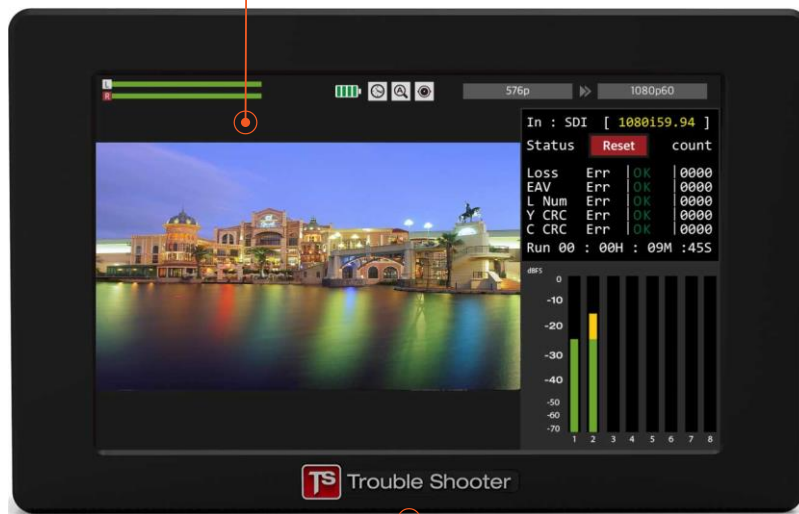 L
R
576p 1080p60
In : SDI [ 1080i59.94 ]
Status Reset count
Loss Err OK 0000
EAV Err OK 0000
L Num Err OK 0000
Y CRC Err OK 0000
C CRC Err OK 0000
Run 00 : 00H : 09M :45S
dBFS
0
-10
-20
-30
-40
-50
-60
-70
1 2 3 4 5 6 7 8
TS Trouble Shooter